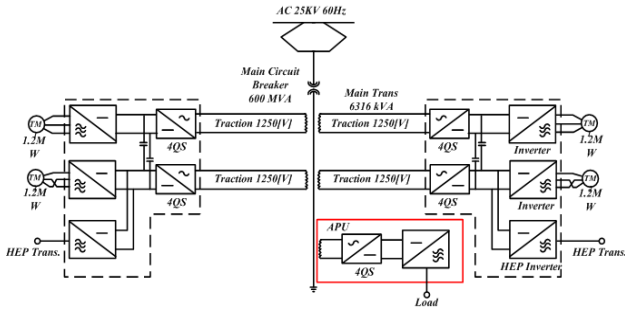 AC 25KV 60Hz
Main Circuit
Breaker
600 MVA
Main Trans
6316 kVA
TM
1.2M
W
4QS
Traction 1250[V]
Traction 1250[V]
4QS
Inverter
TM
1.2M
W
TM
1.2M
W
4QS
Traction 1250[V]
Traction 1250[V]
4QS
Inverter
TM
1.2M
W
HEP Trans.
APU
4QS
Load
HEP Inverter
HEP Trans.